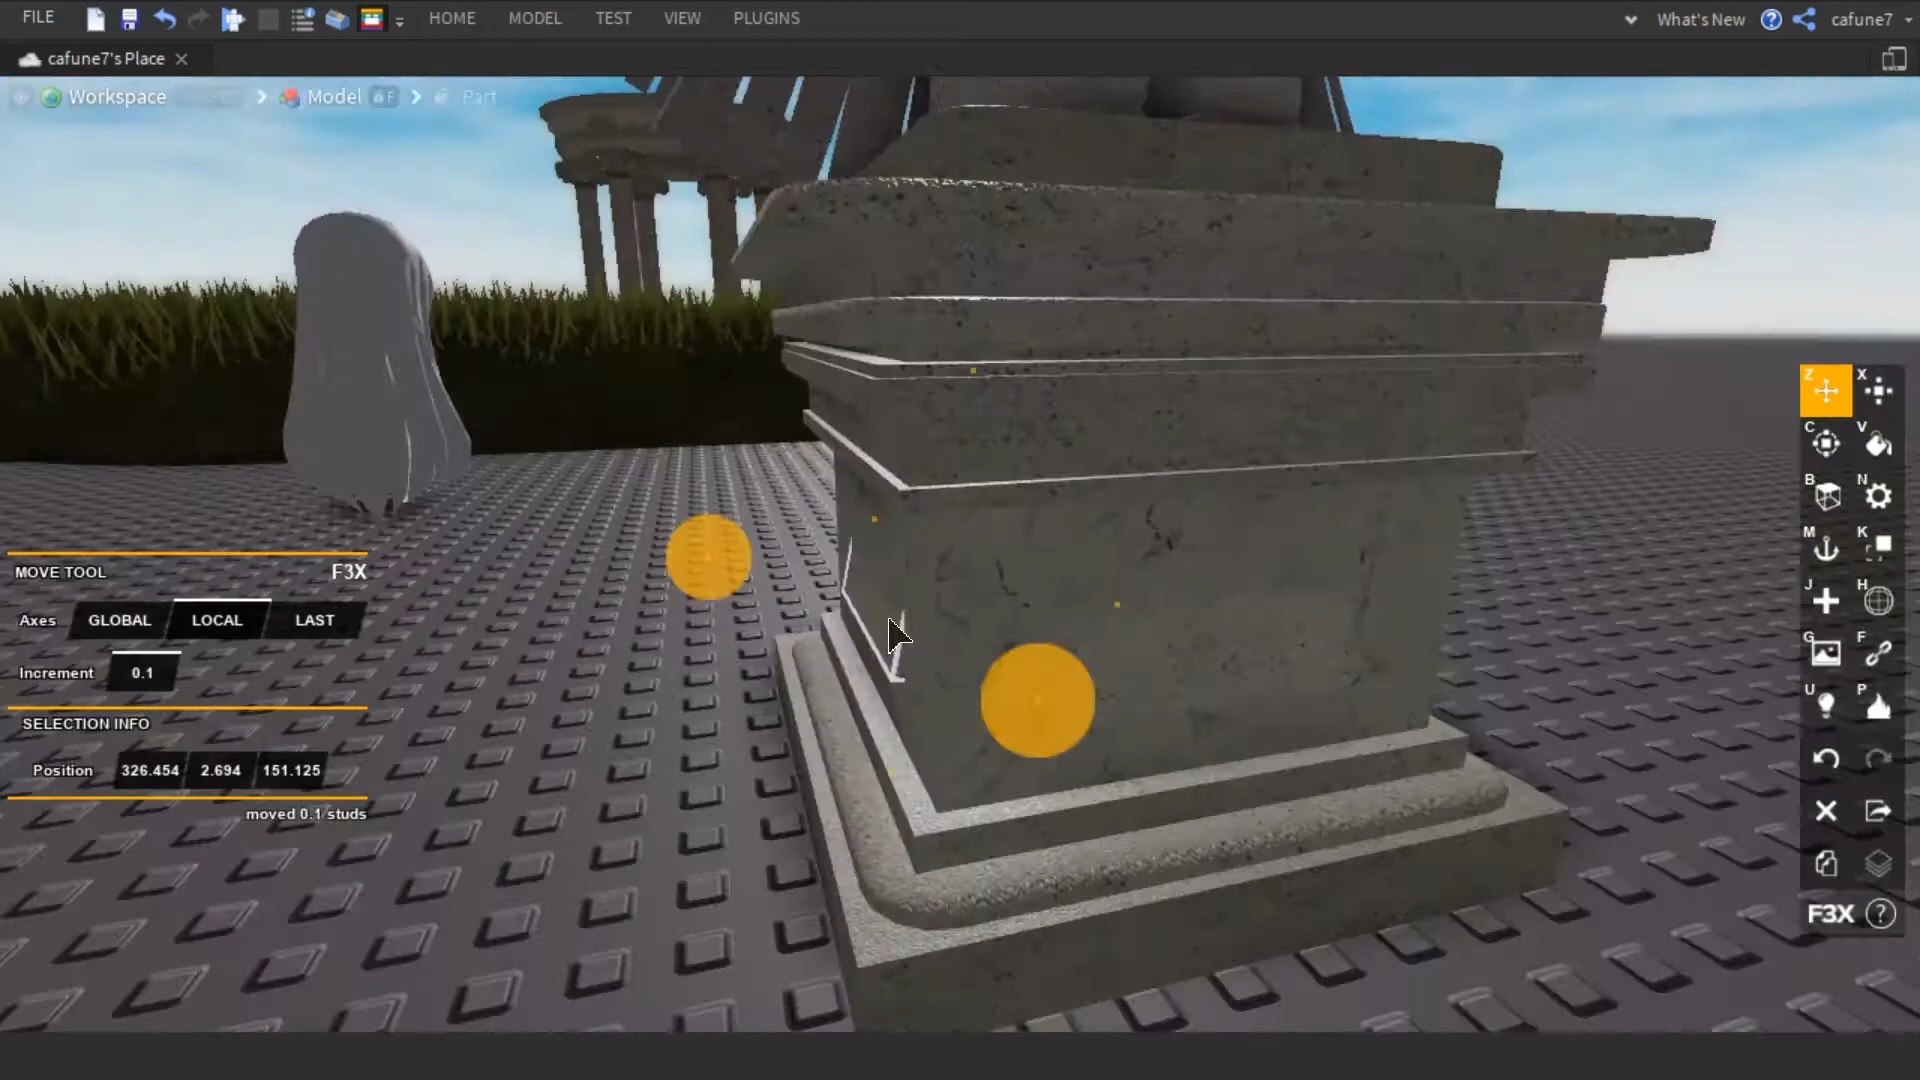 FILE
HOME
MODEL
TEST
VIEW
PLUGINS
What's New
cafune7
cafune7's Place
Workspace
Model
F
Part
Z
X
C
V
B
N
M
K
J
H
G
F
U
P
F3X
MOVE TOOL
F3X
Axes
GLOBAL
LOCAL
LAST
Increment
0.1
SELECTION INFO
Position
326.454
2.694
151.125
moved 0.1 studs